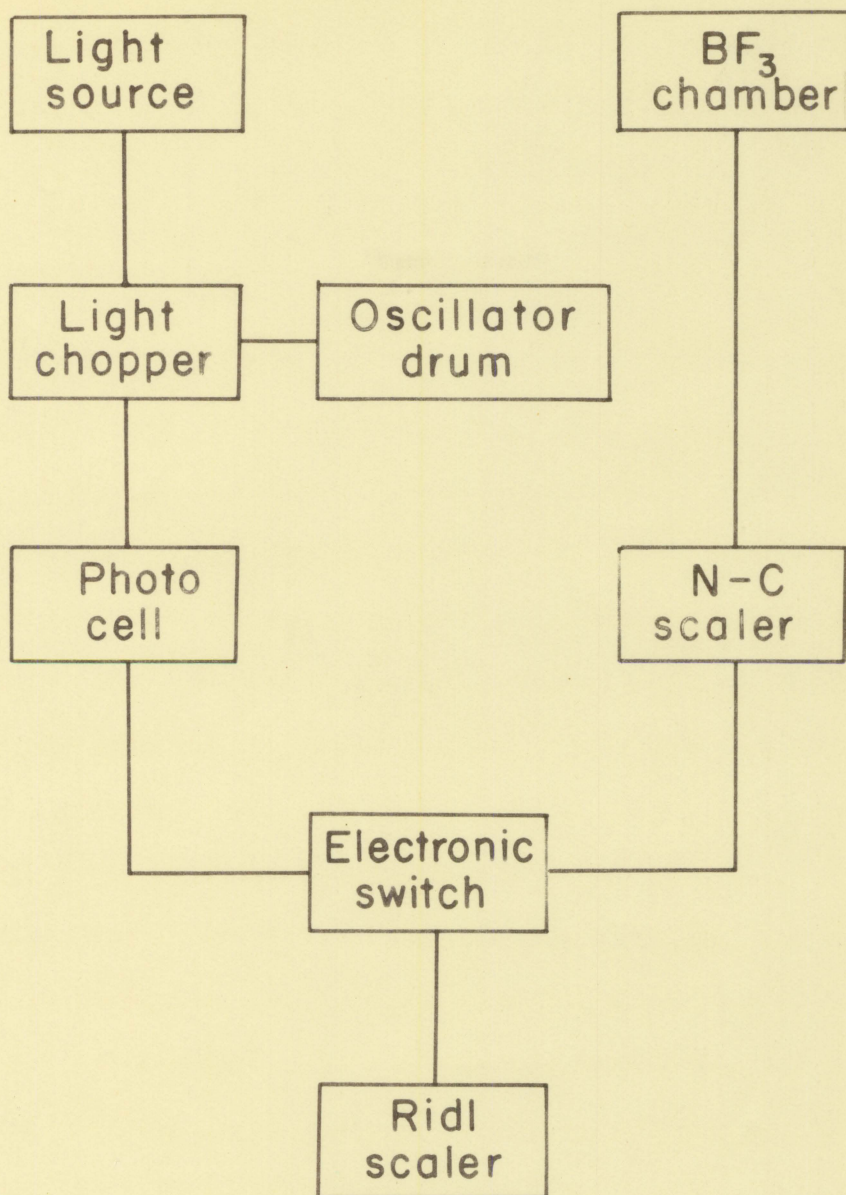 Light
source
BF₃
chamber
Light
chopper
Oscillator
drum
Photo
cell
N-C
scaler
Electronic
switch
Ridl
scaler